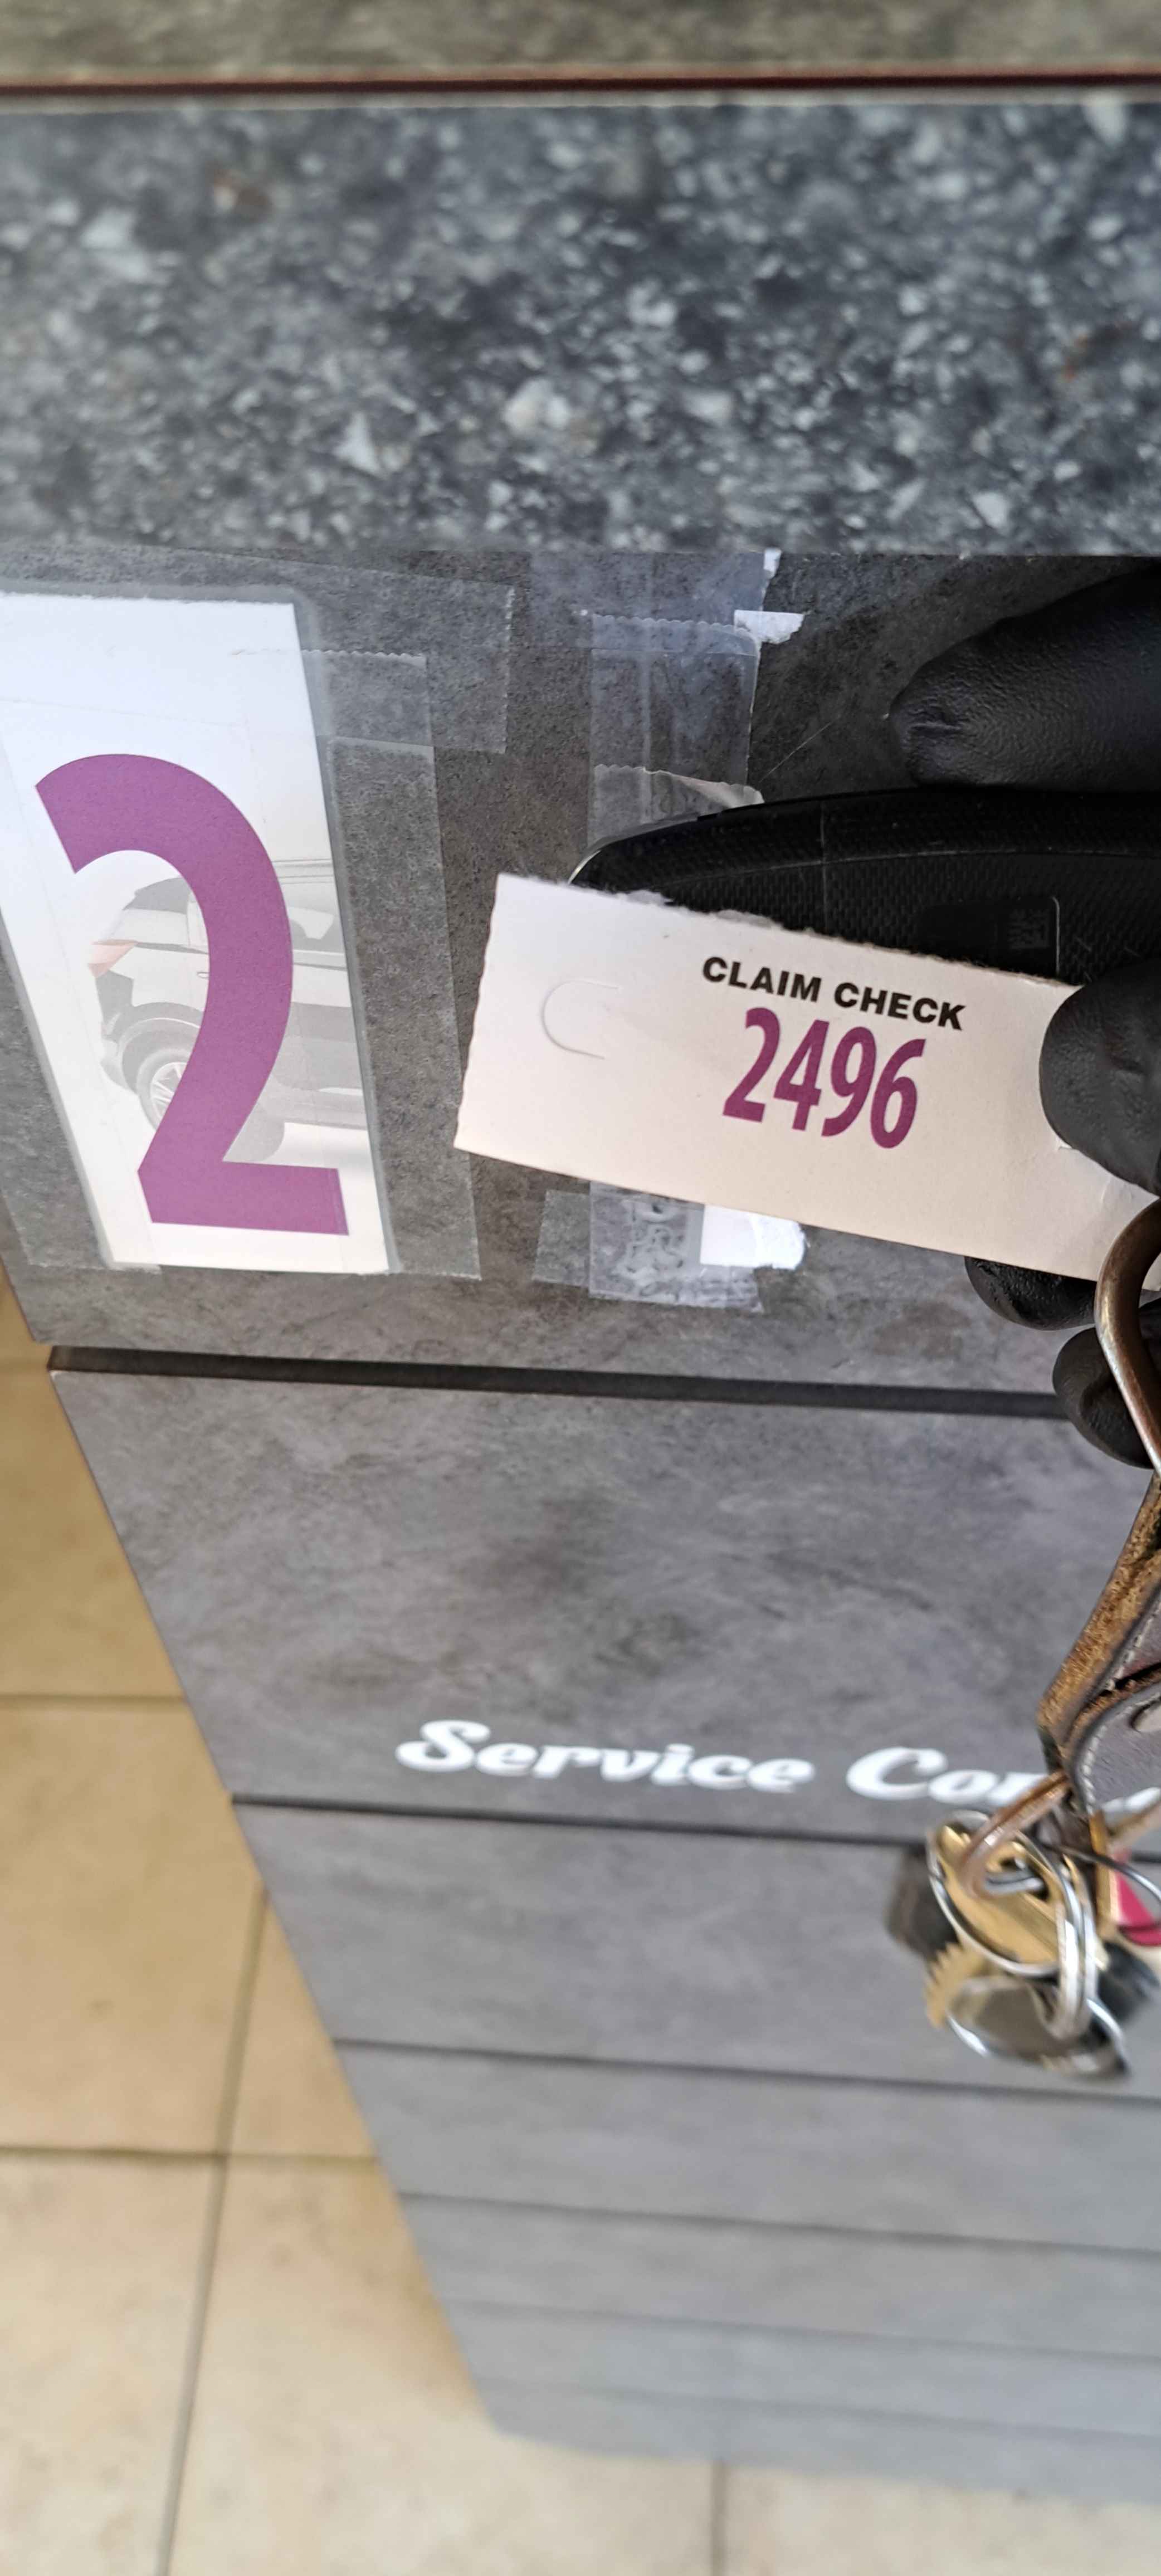 2
CLAIM CHECK
2496
Service